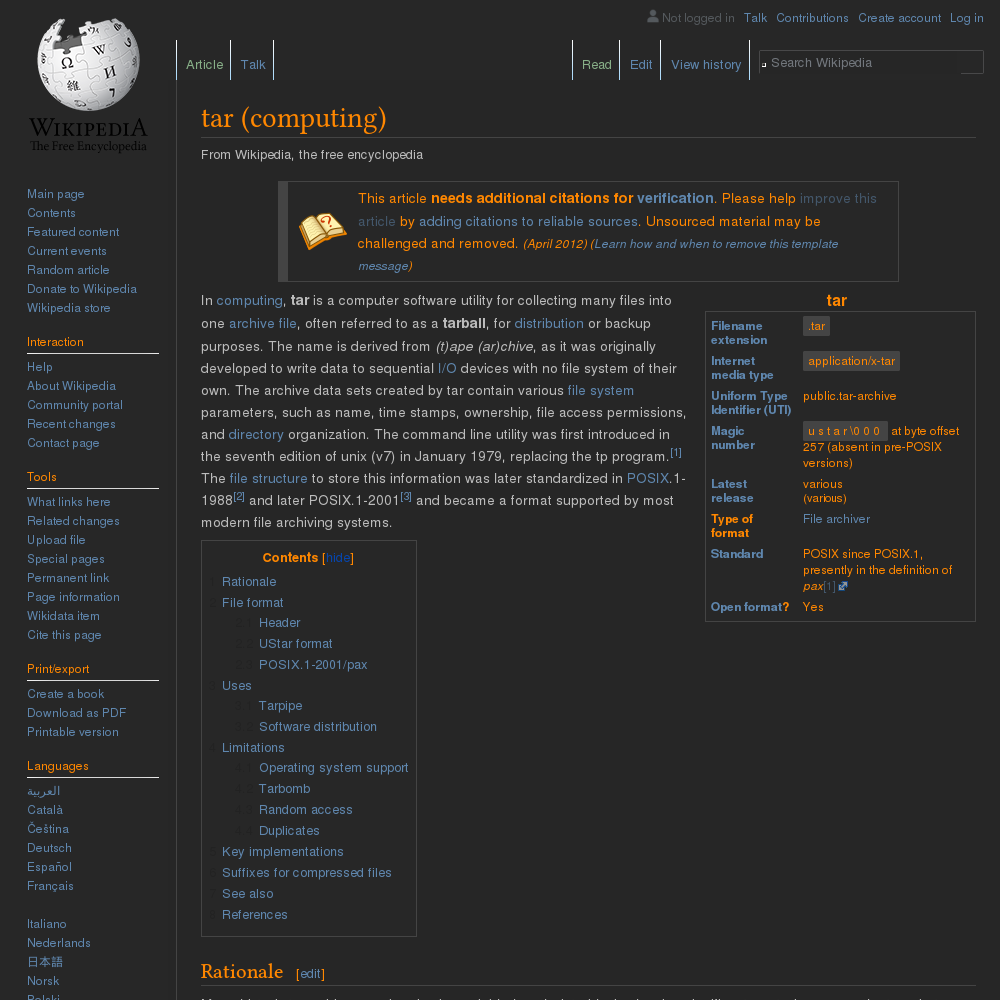 Not logged in Talk Contributions Create account Log in
Article Talk Read Edit View history Search Wikipedia
WIKIPEDIA
The Free Encyclopedia
Main page
Contents
Featured content
Current events
Random article
Donate to Wikipedia
Wikipedia store
Interaction
Help
About Wikipedia
Community portal
Recent changes
Contact page
Tools
What links here
Related changes
Upload file
Special pages
Permanent link
Page information
Wikidata item
Cite this page
Print/export
Create a book
Download as PDF
Printable version
Languages
العربية
Català
Čeština
Deutsch
Español
Français
Italiano
Nederlands
日本語
Norsk
Polski
tar (computing)
From Wikipedia, the free encyclopedia
This article needs additional citations for verification. Please help improve this
article by adding citations to reliable sources. Unsourced material may be
challenged and removed. (April 2012) (Learn how and when to remove this template
message)
In computing, tar is a computer software utility for collecting many files into
one archive file, often referred to as a tarball, for distribution or backup
purposes. The name is derived from (t)ape (ar)chive, as it was originally
developed to write data to sequential I/O devices with no file system of their
own. The archive data sets created by tar contain various file system
parameters, such as name, time stamps, ownership, file access permissions,
and directory organization. The command line utility was first introduced in
the seventh edition of unix (v7) in January 1979, replacing the tp program.[1]
The file structure to store this information was later standardized in POSIX.1-
1988[2] and later POSIX.1-2001[3] and became a format supported by most
modern file archiving systems.
tar
Filename extension .tar
Internet media type application/x-tar
Uniform Type Identifier (UTI) public.tar-archive
Magic number u s t a r \0 0 0 at byte offset
257 (absent in pre-POSIX
versions)
Latest release various
(various)
Type of format File archiver
Standard POSIX since POSIX.1,
presently in the definition of
pax[1]
Open format? Yes
Contents [hide]
Rationale
File format
Header
UStar format
POSIX.1-2001/pax
Uses
Tarpipe
Software distribution
Limitations
Operating system support
Tarbomb
Random access
Duplicates
Key implementations
Suffixes for compressed files
See also
References
Rationale [edit]